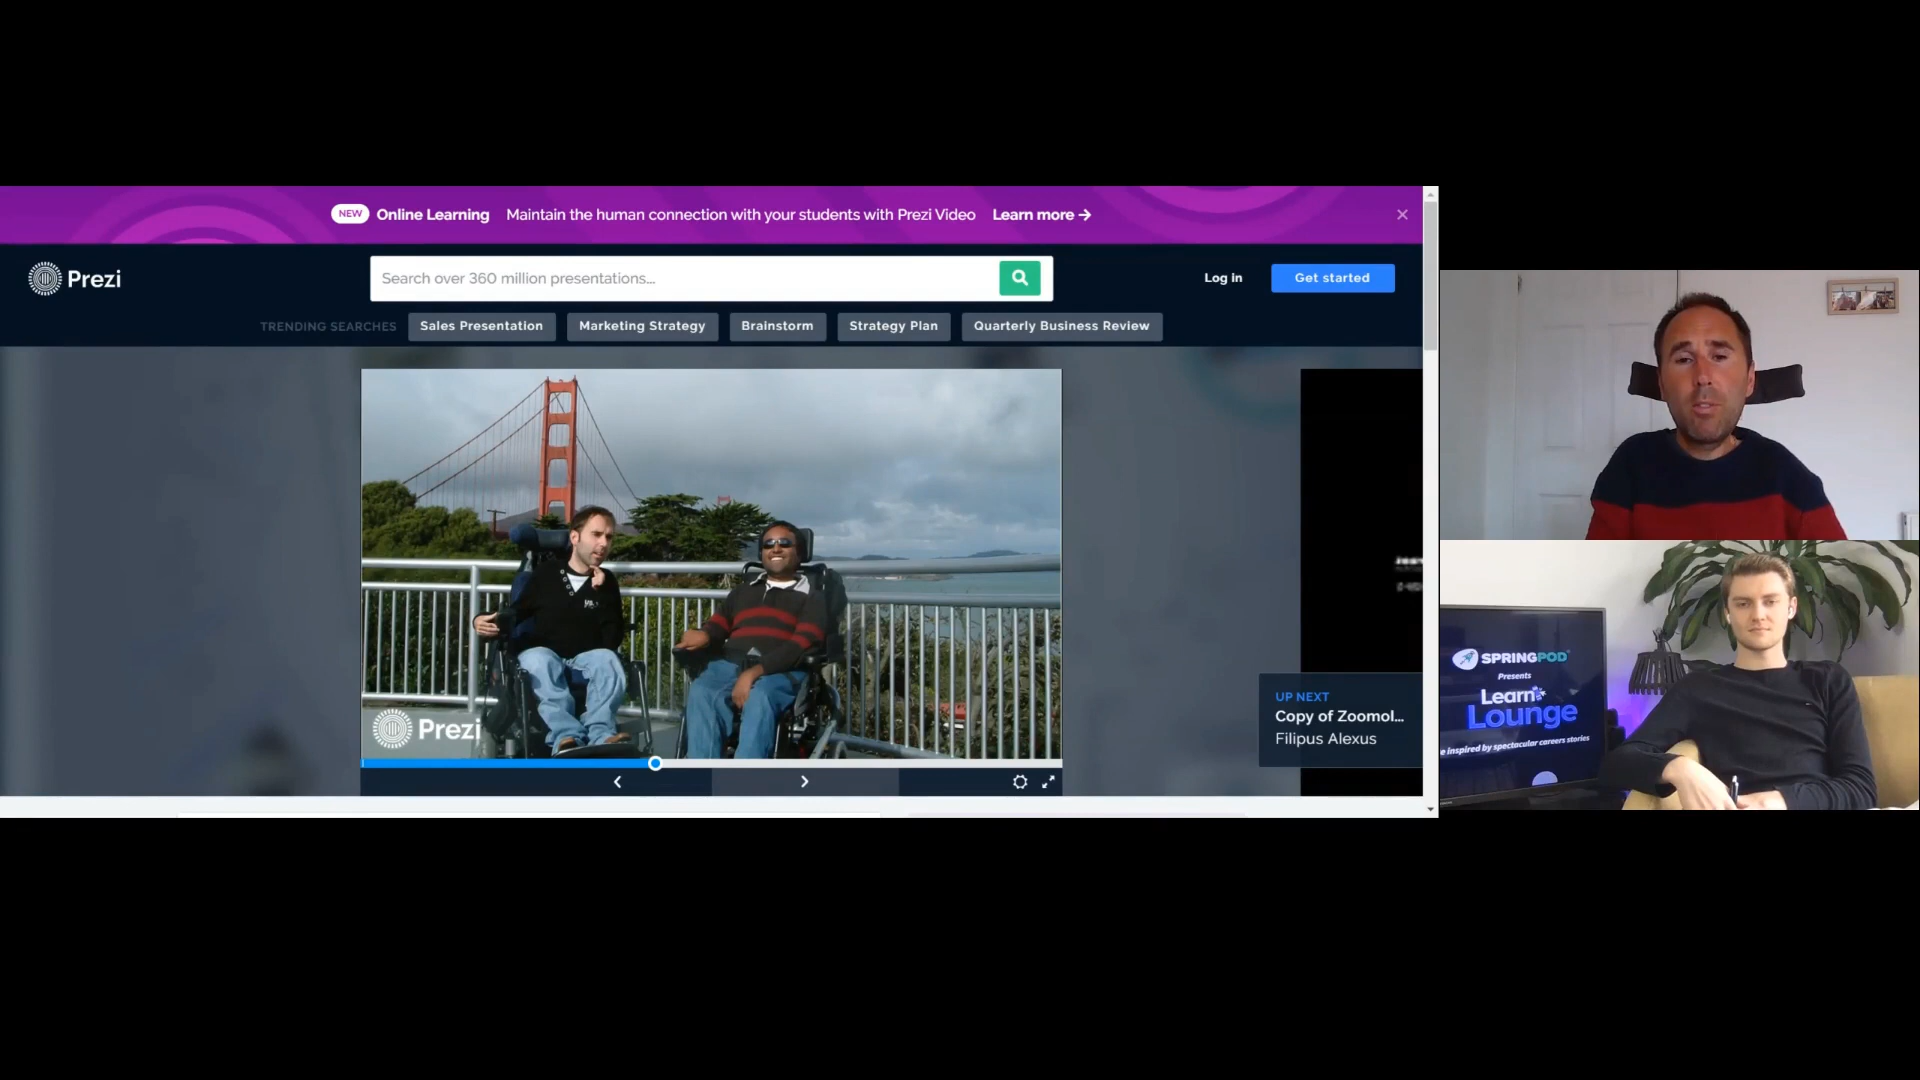 NEW Online Learning Maintain the human connection with your students with Prezi Video Learn more →
Prezi
Search over 360 million presentations...
Log in
Get started
TRENDING SEARCHES
Sales Presentation
Marketing Strategy
Brainstorm
Strategy Plan
Quarterly Business Review
Prezi
UP NEXT
Copy of Zoomol...
Filipus Alexus
SPRINGPOD
Presents
Learn
Lounge
e inspired by spectacular careers stories